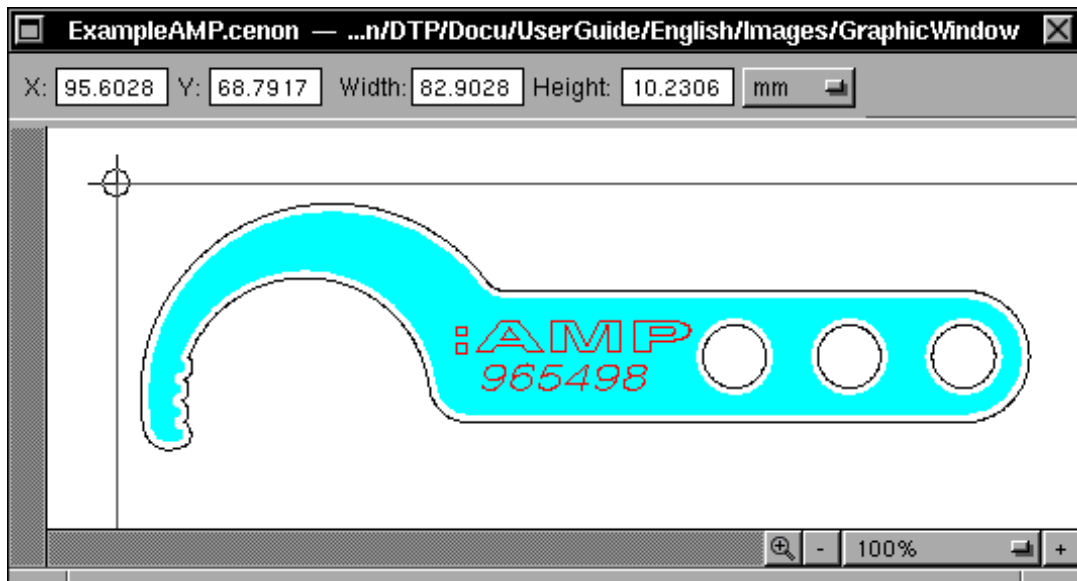 ExampleAMP.cenon — ...n/DTP/Docu/UserGuide/English/Images/GraphicWindow
X: 95.6028 Y: 68.7917 Width: 82.9028 Height: 10.2306 mm
:AMP
965498
- 100% +